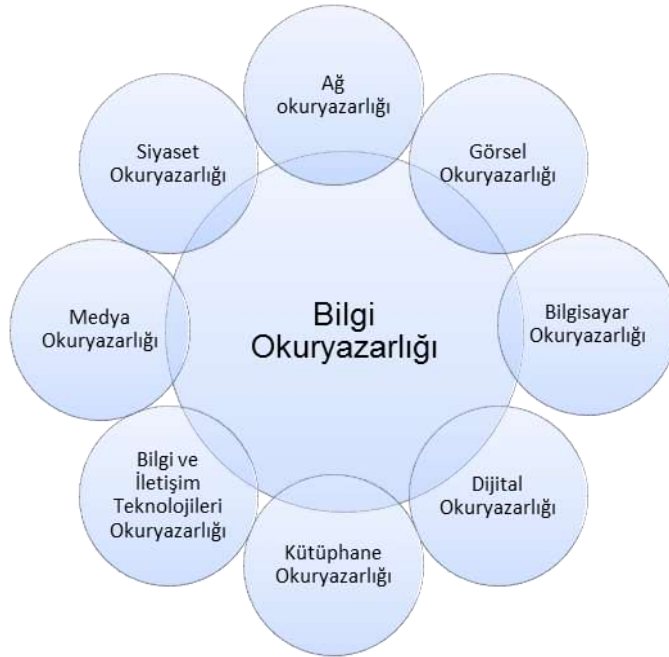 Ağ
okuryazarlığı
Görsel
Okuryazarlığı
Bilgisayar
Okuryazarlığı
Dijital
Okuryazarlığı
Kütüphane
Okuryazarlığı
Bilgi ve
İletişim
Teknolojileri
Okuryazarlığı
Medya
Okuryazarlığı
Siyaset
Okuryazarlığı
Bilgi
Okuryazarlığı